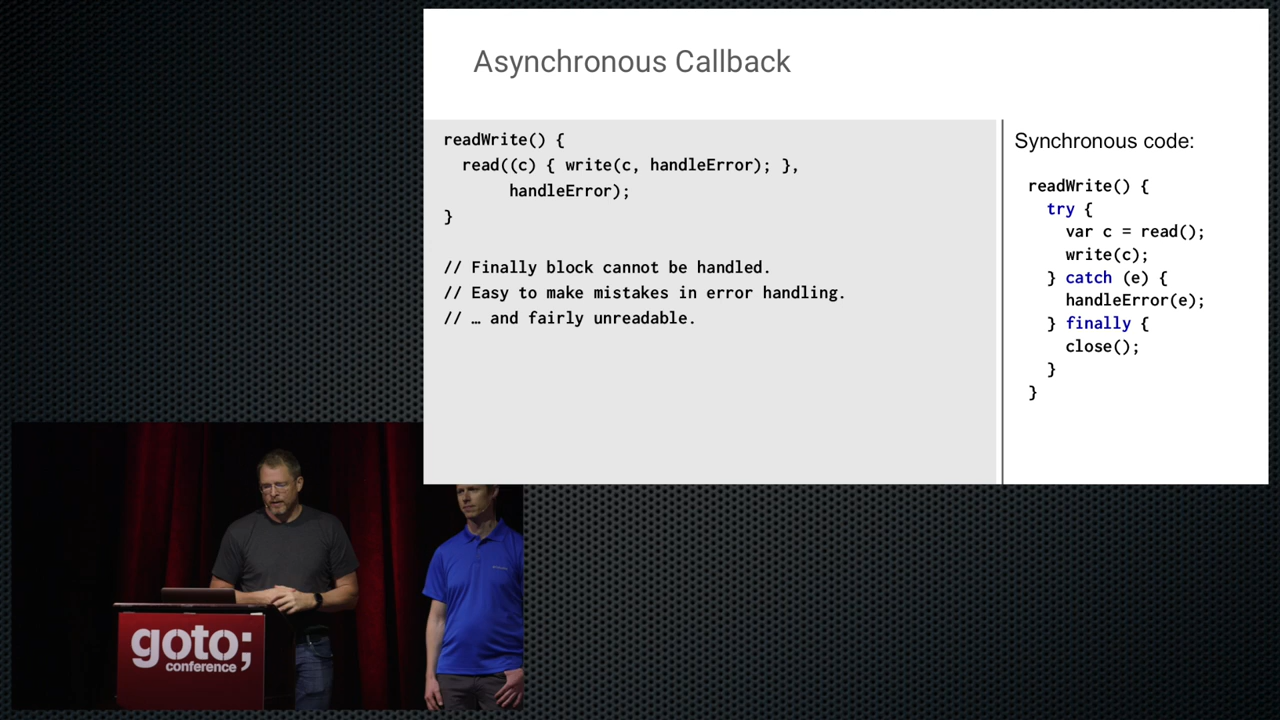 Asynchronous Callback
readWrite() {
read((c) { write(c, handleError); },
handleError);
}
// Finally block cannot be handled.
// Easy to make mistakes in error handling.
// … and fairly unreadable.
Synchronous code:
readWrite() {
try {
var c = read();
write(c);
} catch (e) {
handleError(e);
} finally {
close();
}
}
goto;
conference